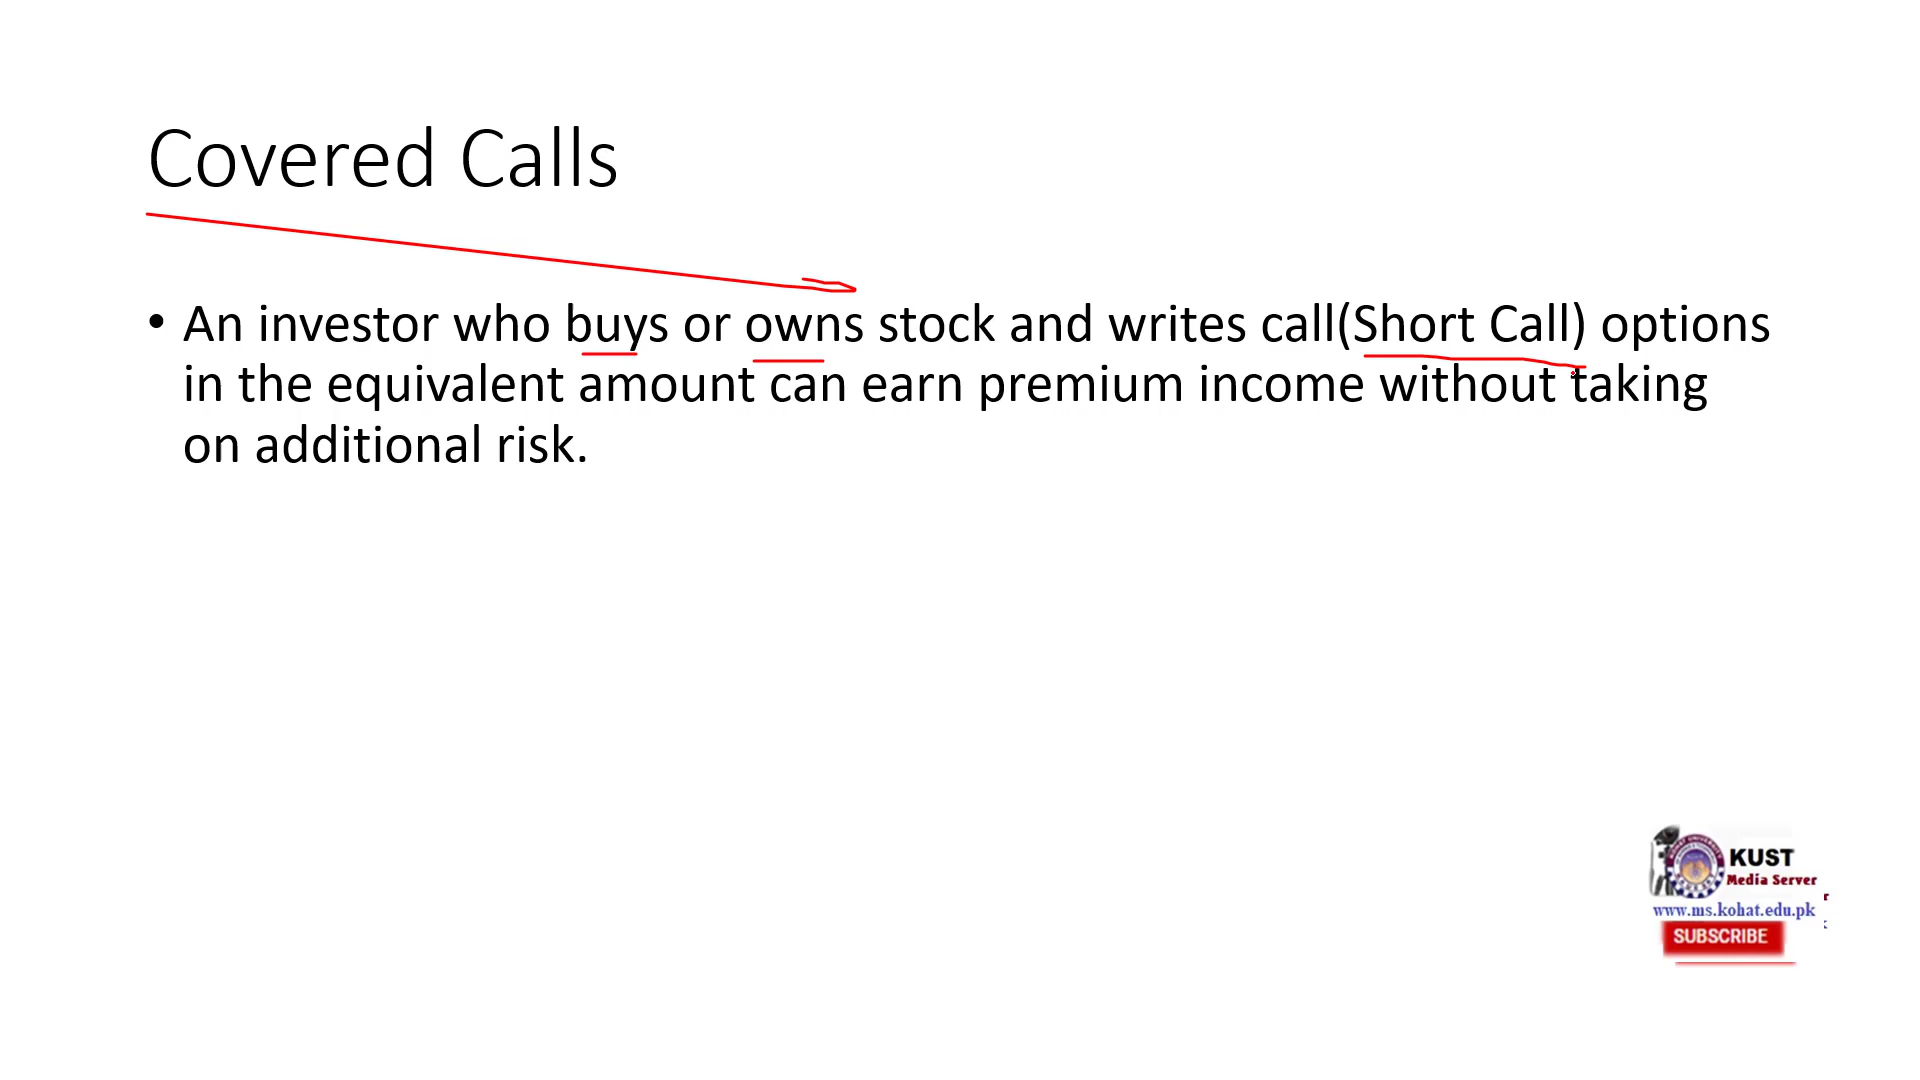 Covered Calls
• An investor who buys or owns stock and writes call(Short Call) options
in the equivalent amount can earn premium income without taking
on additional risk.
KUST
Media Server
www.ms.kohat.edu.pk
SUBSCRIBE